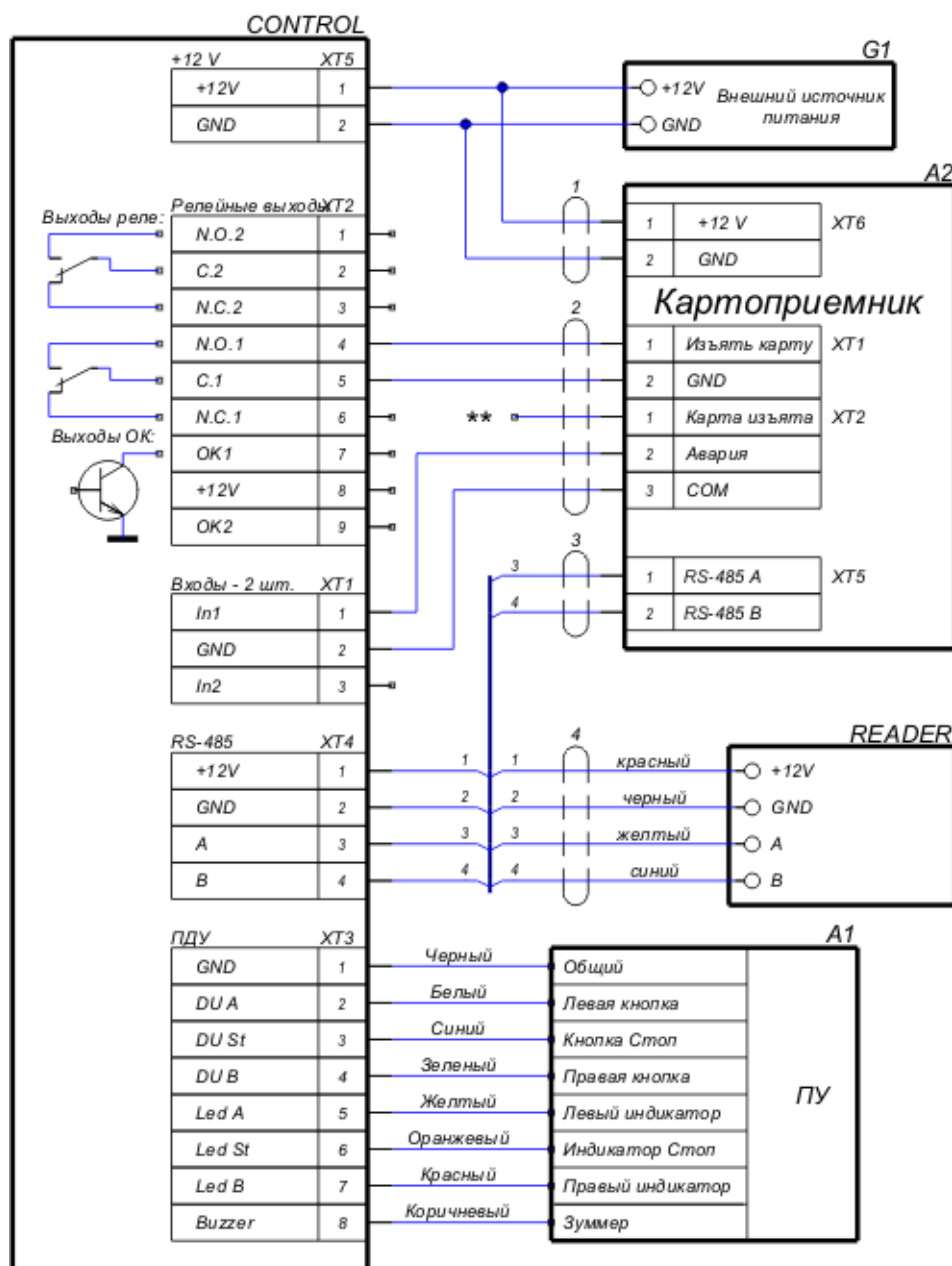 CONTROL
+12 V XT5
+12V 1
GND 2
G1
+12V
GND
Внешний источник
питания
Выходы реле:
Релейные выходы XT2
N.O.2 1
C.2 2
N.C.2 3
N.O.1 4
C.1 5
N.C.1 6
Выходы ОК:
OK1 7
+12V 8
OK2 9
**
1
2
3
A2
1 +12 V XT6
2 GND
Картоприемник
1 Изъять карту XT1
2 GND
1 Карта изъята XT2
2 Авария
3 COM
3
4
1 RS-485 A XT5
2 RS-485 B
Входы - 2 шт. XT1
In1 1
GND 2
In2 3
RS-485 XT4
+12V 1
GND 2
A 3
B 4
4
READER
1 1 красный +12V
2 2 черный GND
3 3 желтый A
4 4 синий B
ПДУ XT3
A1
GND 1 Черный Общий
DU A 2 Белый Левая кнопка
DU St 3 Синий Кнопка Стоп
DU B 4 Зеленый Правая кнопка
Led A 5 Желтый Левый индикатор
Led St 6 Оранжевый Индикатор Стоп
Led B 7 Красный Правый индикатор
Buzzer 8 Коричневый Зуммер
ПУ